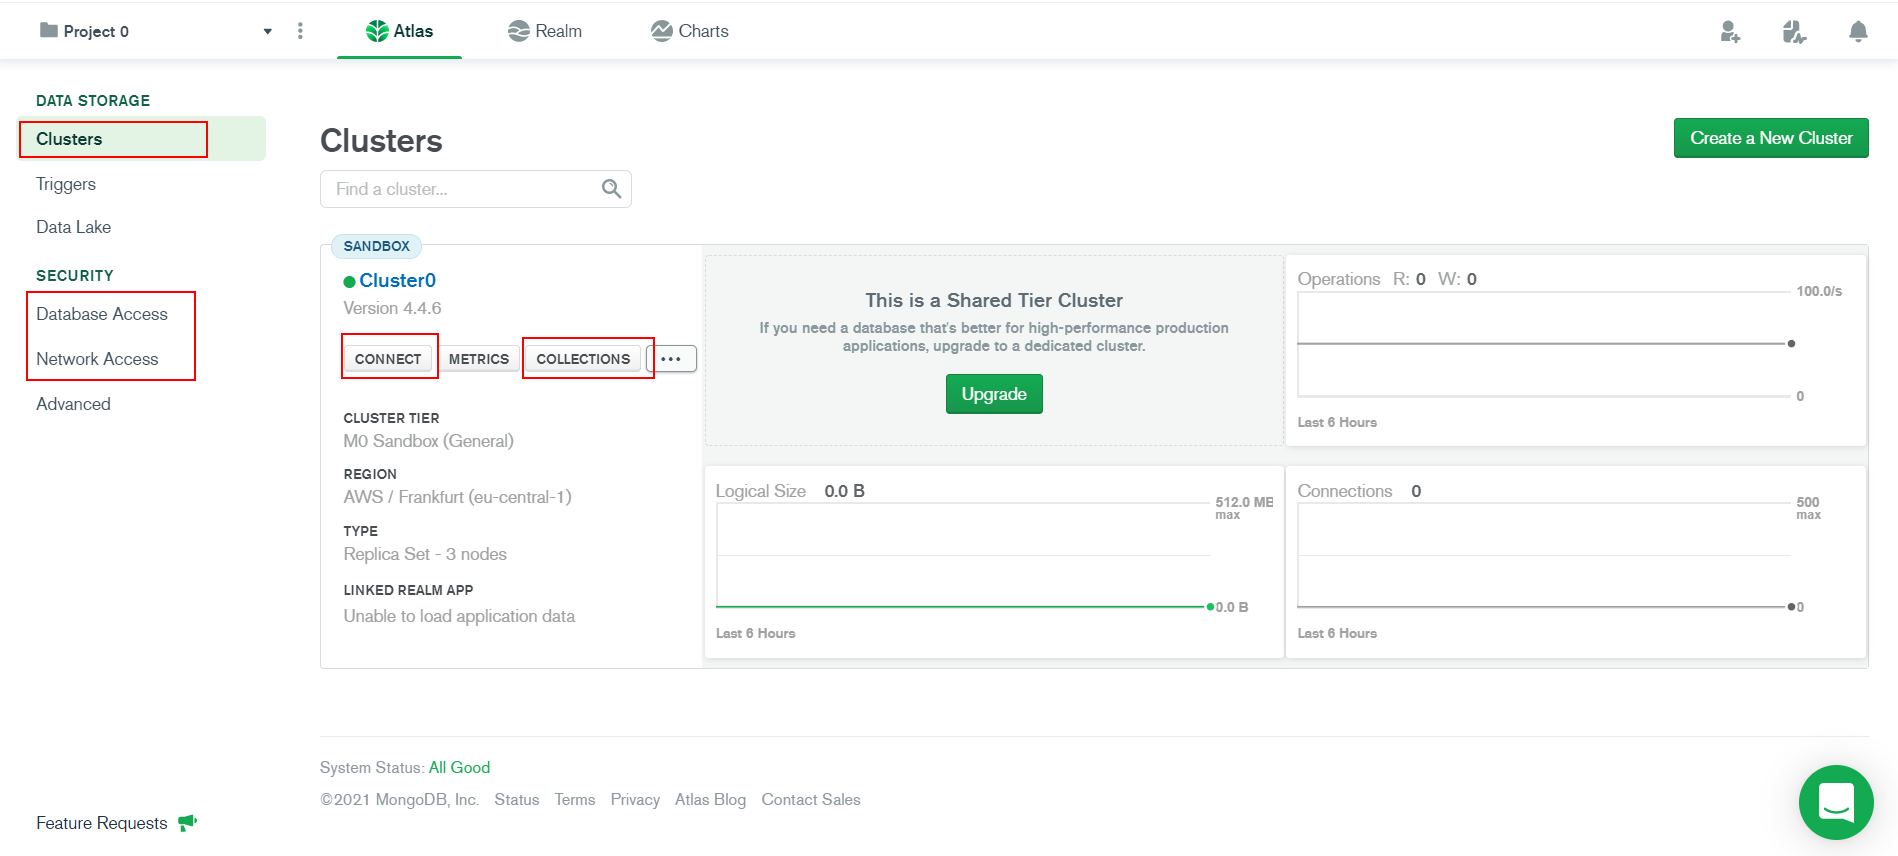 Project 0
Atlas
Realm
Charts
DATA STORAGE
Clusters
Triggers
Data Lake
SECURITY
Database Access
Network Access
Advanced
Feature Requests
Clusters
Create a New Cluster
Find a cluster...
SANDBOX
Cluster0
Version 4.4.6
CONNECT
METRICS
COLLECTIONS
...
CLUSTER TIER
M0 Sandbox (General)
REGION
AWS / Frankfurt (eu-central-1)
TYPE
Replica Set - 3 nodes
LINKED REALM APP
Unable to load application data
This is a Shared Tier Cluster
If you need a database that's better for high-performance production
applications, upgrade to a dedicated cluster.
Upgrade
Operations R: 0 W: 0
100.0/s
0
Last 6 Hours
Logical Size 0.0 B
512.0 MB
max
0.0 B
Last 6 Hours
Connections 0
500
max
0
Last 6 Hours
System Status: All Good
©2021 MongoDB, Inc. Status Terms Privacy Atlas Blog Contact Sales